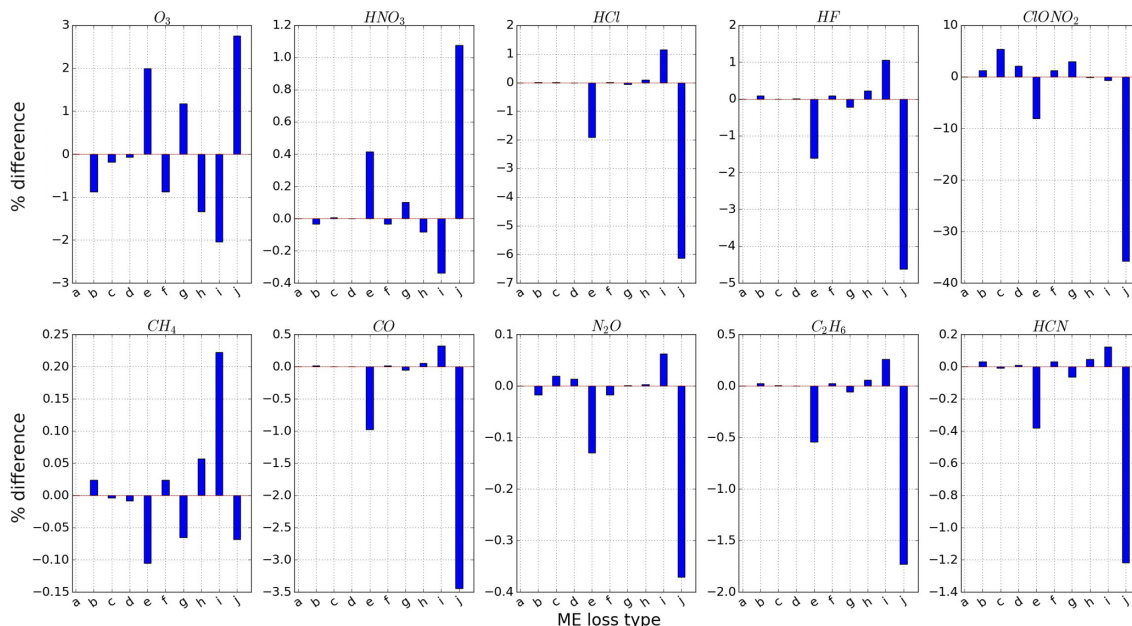 O₃ HNO₃ HCl HF ClONO₂
% difference
3 2 1 0 −1 −2 −3
1.2 1.0 0.8 0.6 0.4 0.2 0.0 −0.2 −0.4
2 1 0 −1 −2 −3 −4 −5 −6 −7
2 1 0 −1 −2 −3 −4 −5
10 0 −10 −20 −30 −40
a b c d e f g h i j
a b c d e f g h i j
a b c d e f g h i j
a b c d e f g h i j
a b c d e f g h i j
CH₄ CO N₂O C₂H₆ HCN
% difference
0.25 0.20 0.15 0.10 0.05 0.00 −0.05 −0.10 −0.15
0.5 0.0 −0.5 −1.0 −1.5 −2.0 −2.5 −3.0 −3.5
0.1 0.0 −0.1 −0.2 −0.3 −0.4
0.5 0.0 −0.5 −1.0 −1.5 −2.0
0.2 0.0 −0.2 −0.4 −0.6 −0.8 −1.0 −1.2 −1.4
a b c d e f g h i j
a b c d e f g h i j
a b c d e f g h i j
a b c d e f g h i j
a b c d e f g h i j
ME loss type